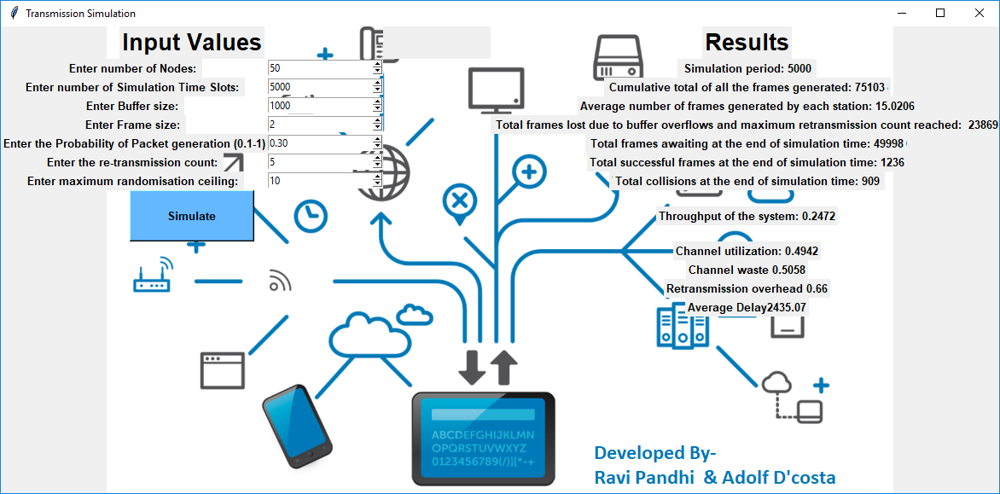 Transmission Simulation
Input Values
Enter number of Nodes: 50
Enter number of Simulation Time Slots: 5000
Enter Buffer size: 1000
Enter Frame size: 2
Enter the Probability of Packet generation (0.1-1) 0.30
Enter the re-transmission count: 5
Enter maximum randomisation ceiling: 10
Simulate
Results
Simulation period: 5000
Cumulative total of all the frames generated: 75103
Average number of frames generated by each station: 15.0206
Total frames lost due to buffer overflows and maximum retransmission count reached: 23869
Total frames awaiting at the end of simulation time: 49998
Total successful frames at the end of simulation time: 1236
Total collisions at the end of simulation time: 909
Throughput of the system: 0.2472
Channel utilization: 0.4942
Channel waste 0.5058
Retransmission overhead 0.66
Average Delay2435.07
ABCDEFGHIJKLMN
OPQRSTUVWXYZ
0123456789(/)][*-+
Developed By-
Ravi Pandhi & Adolf D'costa